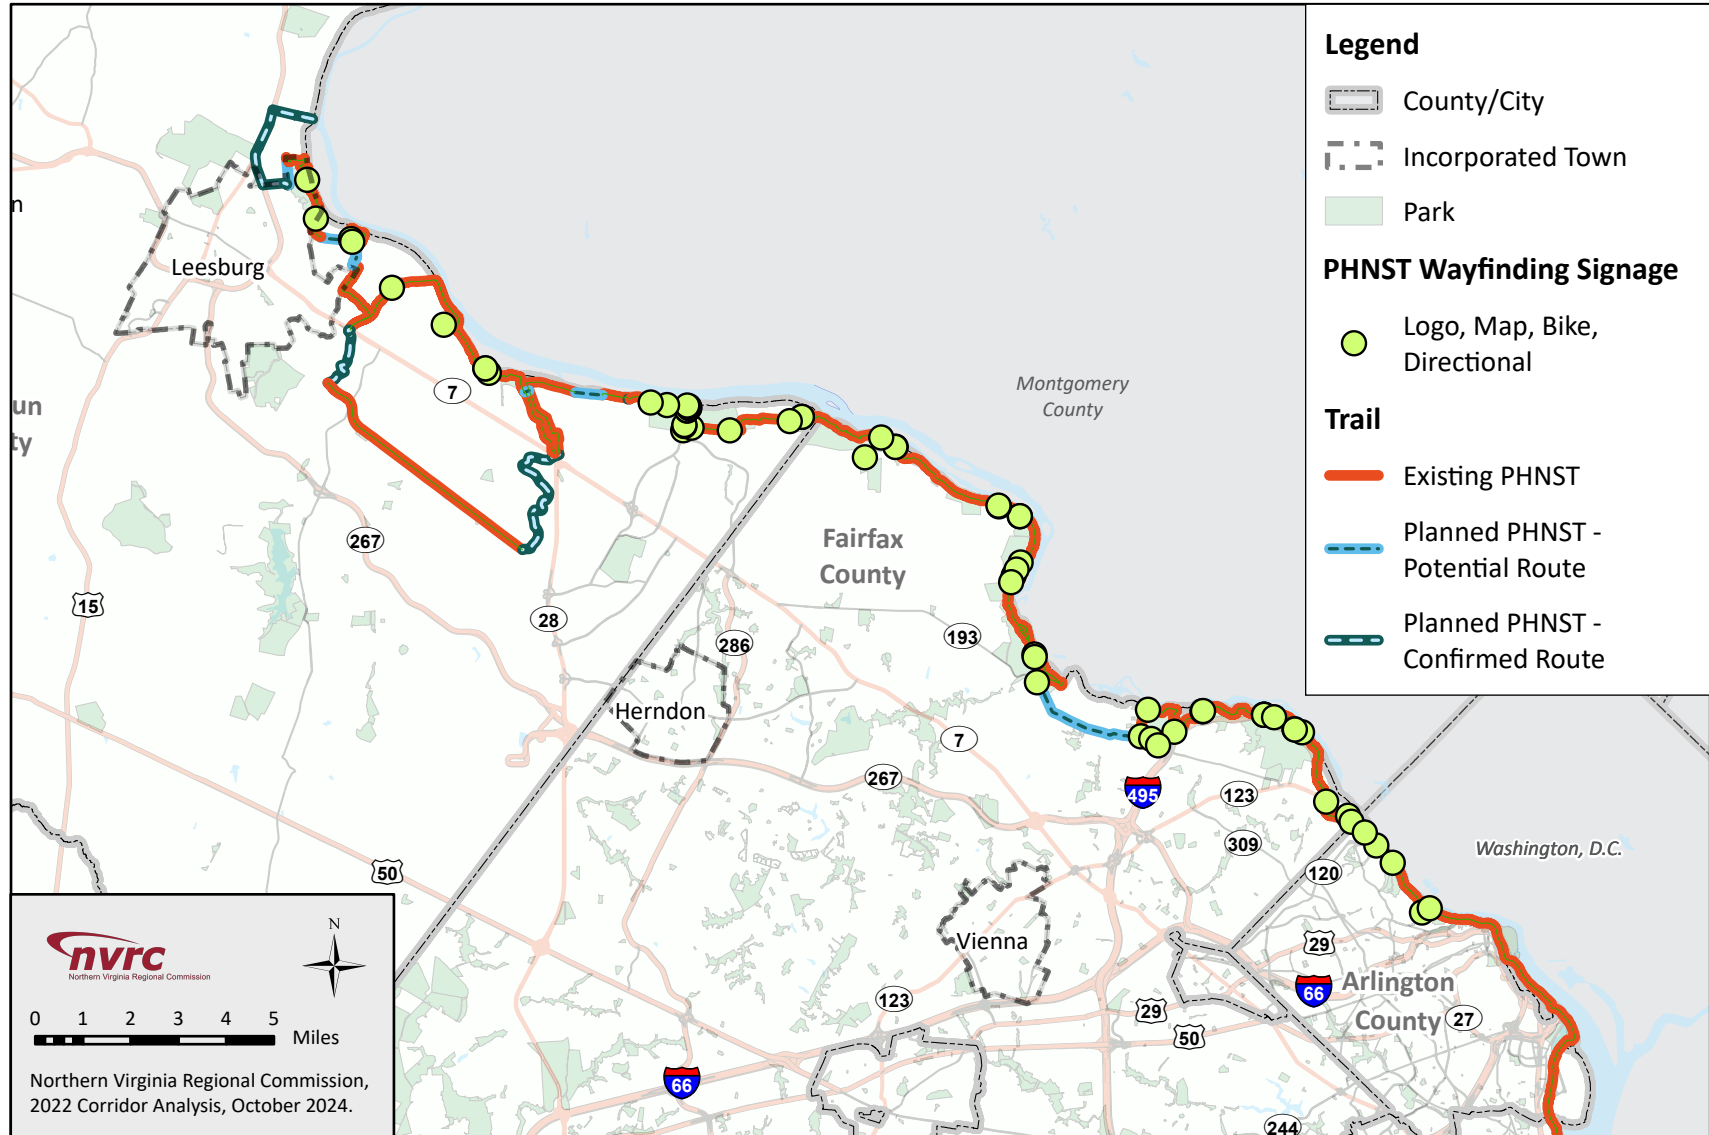 Legend
County/City
Incorporated Town
Park
PHNST Wayfinding Signage
Logo, Map, Bike,
Directional
Trail
Existing PHNST
Planned PHNST -
Potential Route
Planned PHNST -
Confirmed Route
n
Leesburg
un
ty
7
Montgomery
County
267
15
28
Fairfax
County
193
286
Herndon
7
267
495
123
309
120
Washington, D.C.
50
Vienna
123
29
50
29
66
Arlington
County
27
66
244
nvrc
Northern Virginia Regional Commission
N
0 1 2 3 4 5
Miles
Northern Virginia Regional Commission,
2022 Corridor Analysis, October 2024.